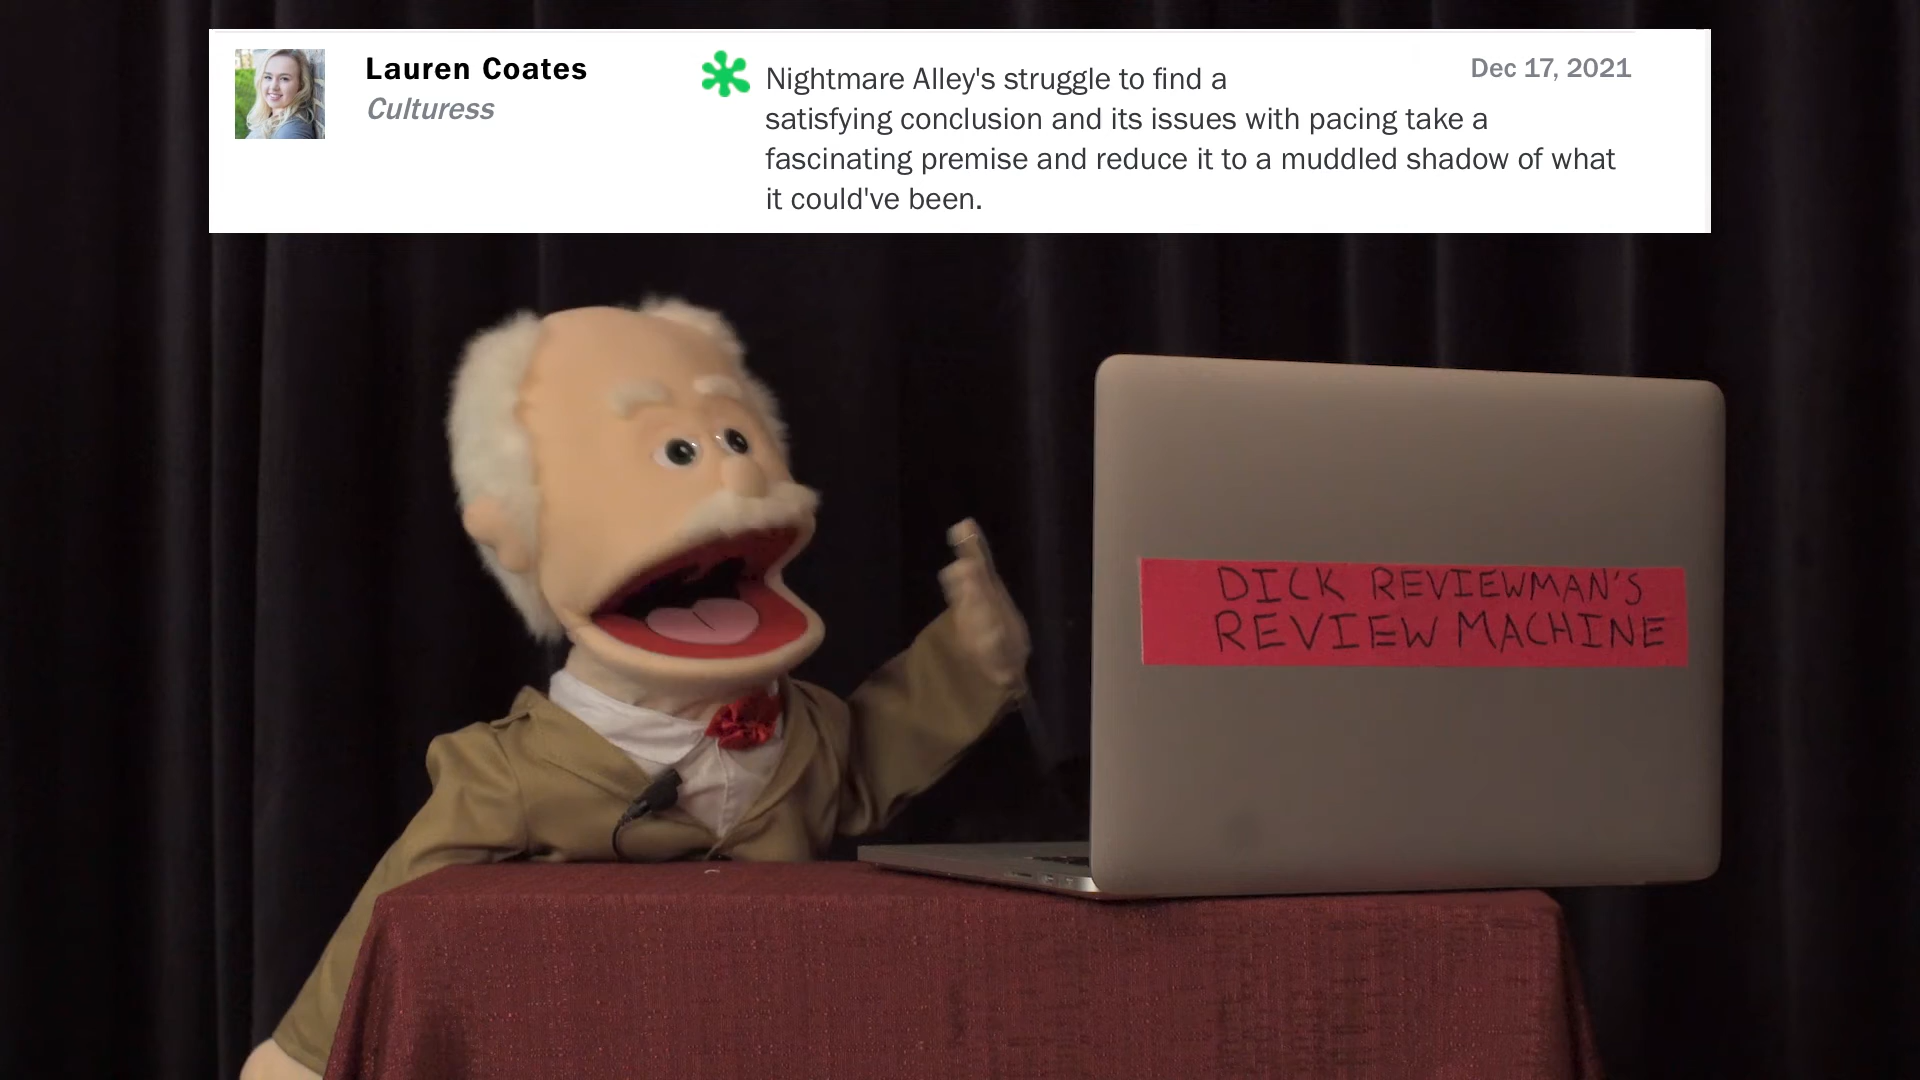 Lauren Coates
Culturess
Dec 17, 2021
Nightmare Alley's struggle to find a
satisfying conclusion and its issues with pacing take a
fascinating premise and reduce it to a muddled shadow of what
it could've been.
DICK REVIEWMAN'S
REVIEW MACHINE